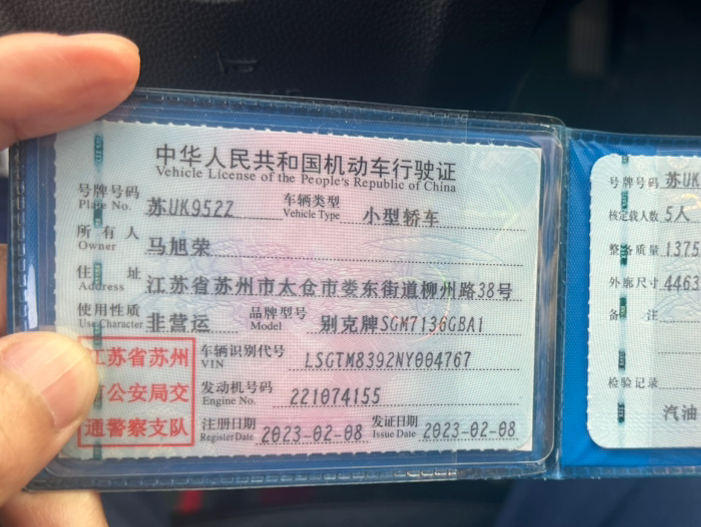 中华人民共和国机动车行驶证
Vehicle License of the People's Republic of China
号牌号码 苏UK952Z 车辆类型 小型轿车
Plate No. Vehicle Type
所有人 马旭荣
Owner
住址 江苏省苏州市太仓市娄东街道柳州路38号
Address
使用性质 非营运 品牌型号 别克牌SGM7136GBA1
Use Character Model
江苏省苏州
公安局交
通警察支队
车辆识别代号 LSGTM8392NY004767
VIN
发动机号码 221074155
Engine No.
注册日期 2023-02-08 发证日期 2023-02-08
Register Date Issue Date
号牌号码 苏UK
核定载人数 5人
整备质量 1375
外廓尺寸 4463
备注
检验记录
汽油